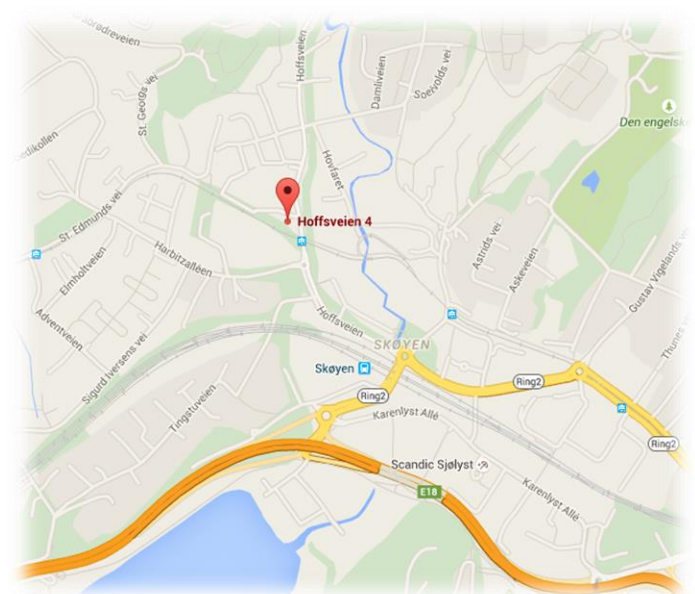 Hoffsveien
St. Georgs vei
Damliveien
Soelvolds vei
Den engelske
Hovfaret
Hoffsveien 4
St. Edmunds vei
Harbitzalléen
Elmholtveien
Astrids vei
Askeveien
Gustav Vigelands vei
Adventveien
Sigurd Iversens vei
Hoffsveien
SKØYEN
Skøyen
Thunes
Ring2
Ring2
Tingstuveien
Karenlyst Allé
Ring2
Scandic Sjølyst
E18
Karenlyst Allé